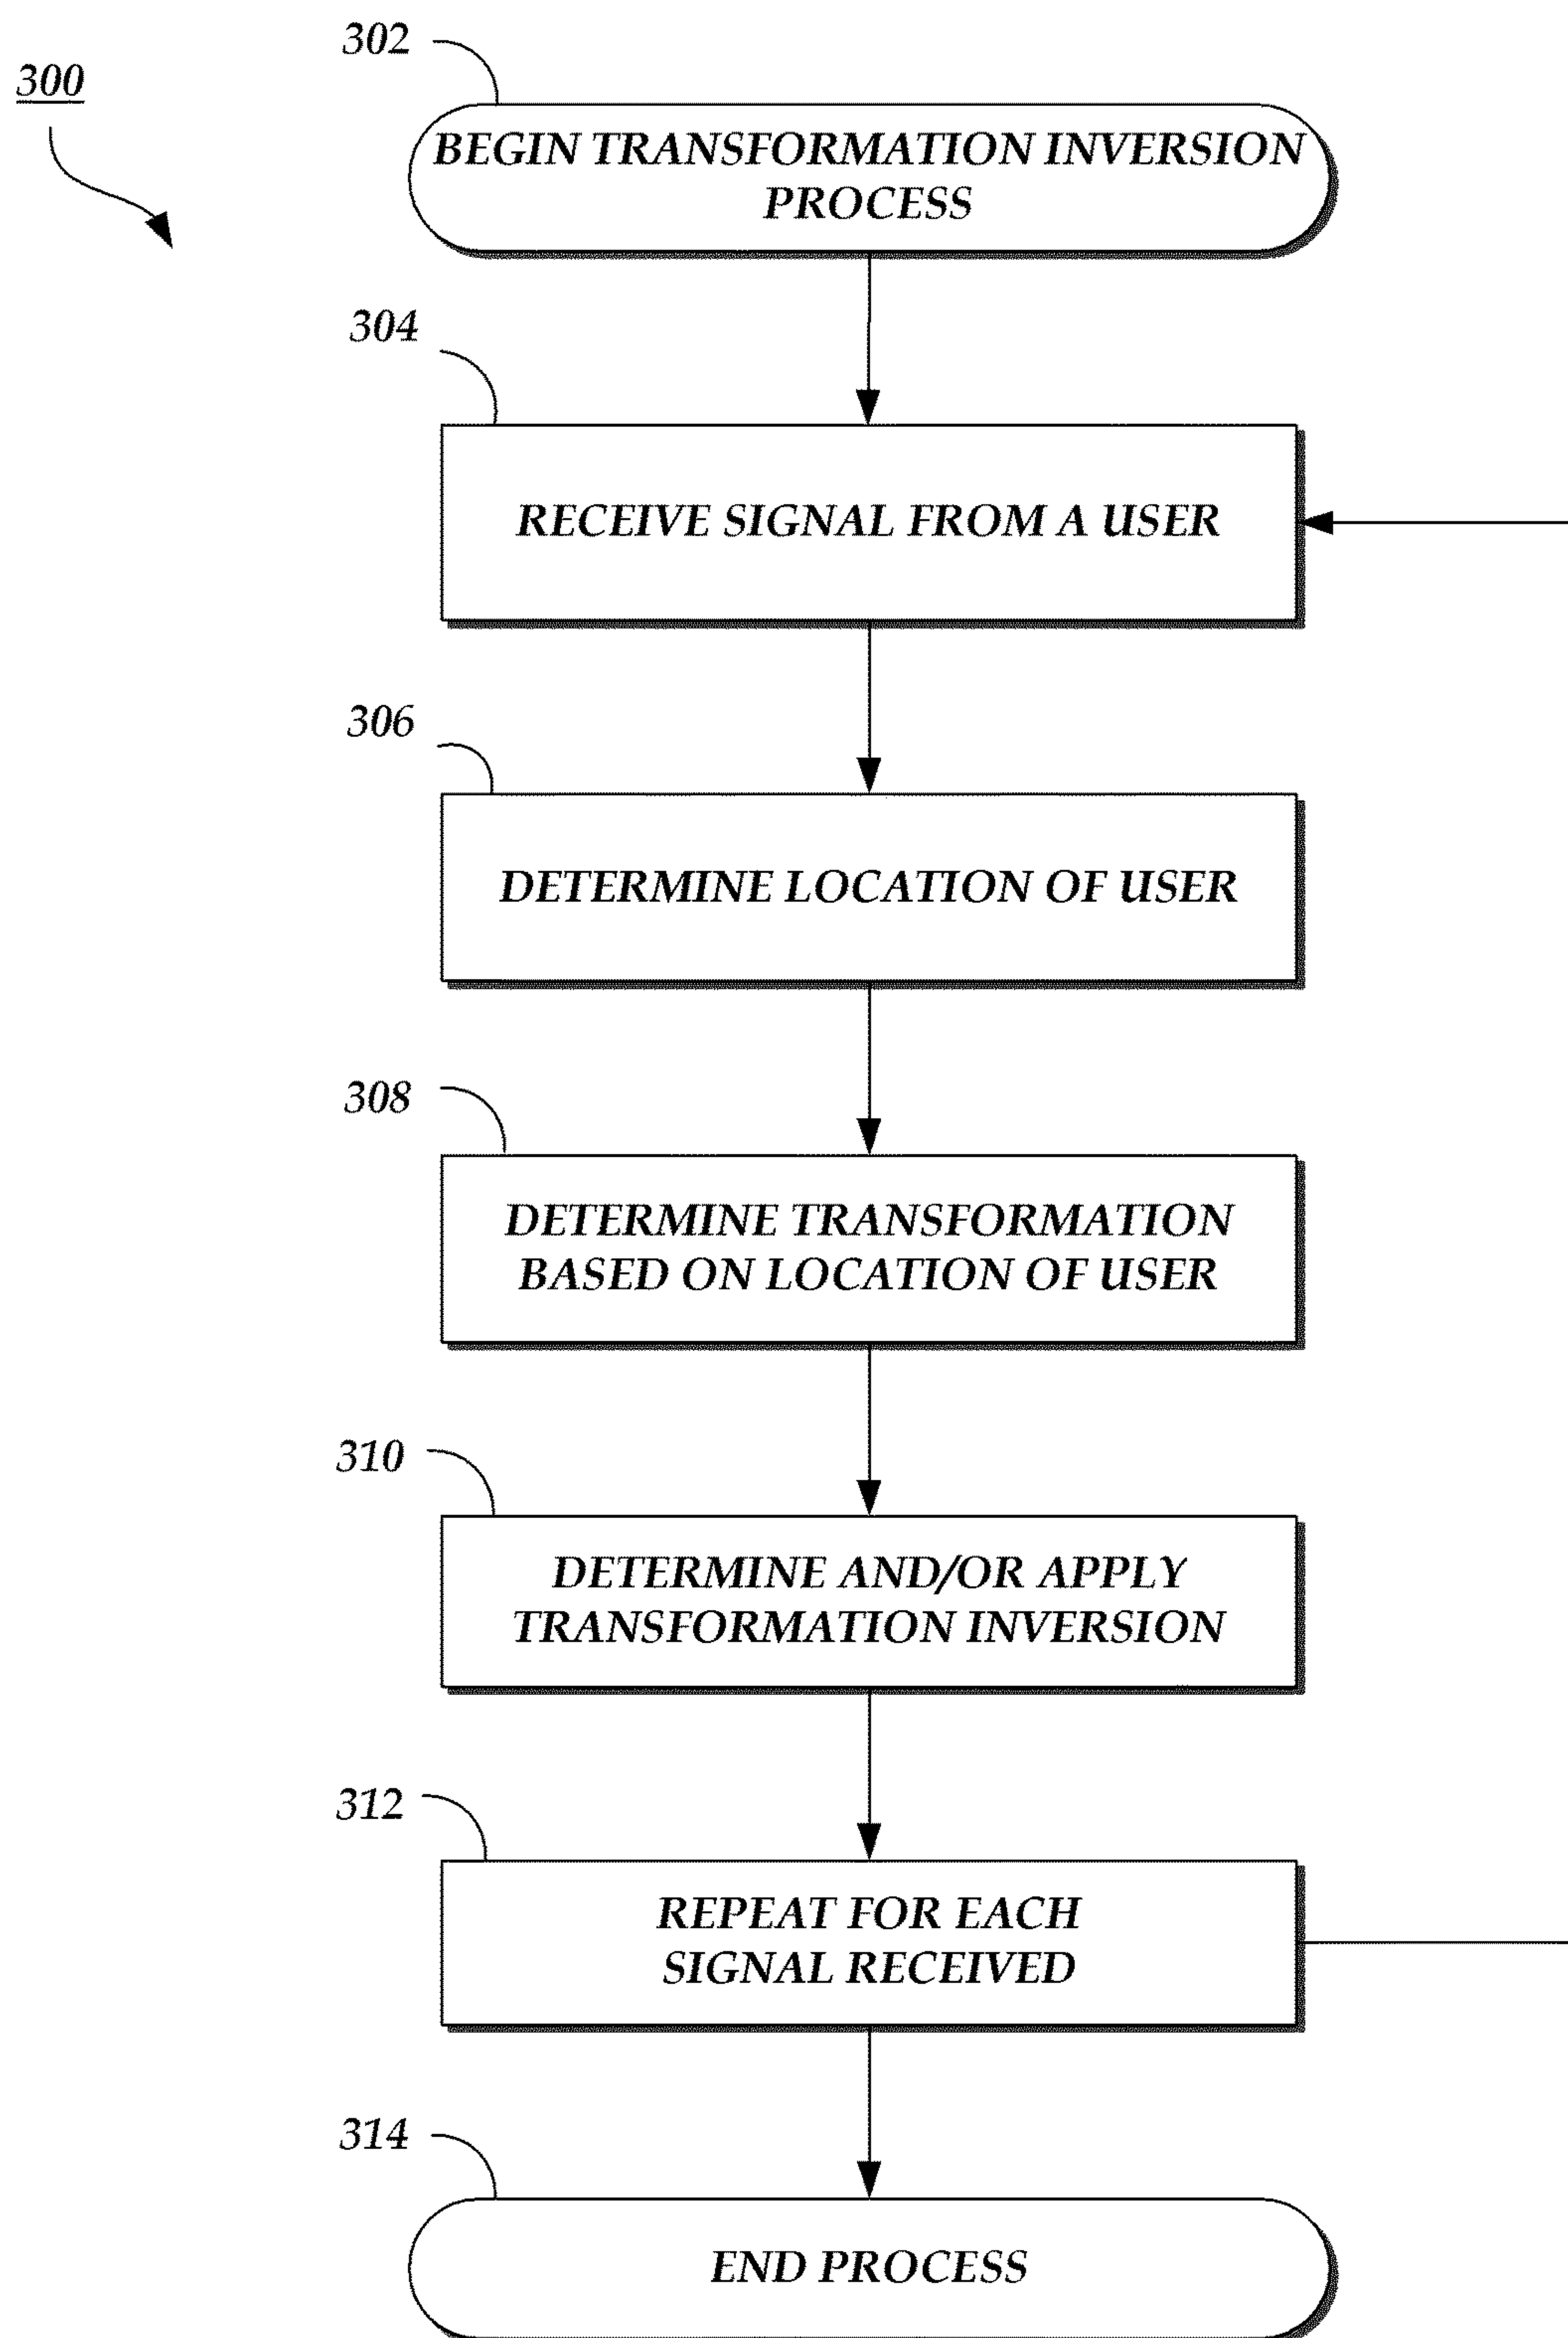 302
300
BEGIN TRANSFORMATION INVERSION
PROCESS
304
RECEIVE SIGNAL FROM A USER
306
DETERMINE LOCATION OF USER
308
DETERMINE TRANSFORMATION
BASED ON LOCATION OF USER
310
DETERMINE AND/OR APPLY
TRANSFORMATION INVERSION
312
REPEAT FOR EACH
SIGNAL RECEIVED
314
END PROCESS